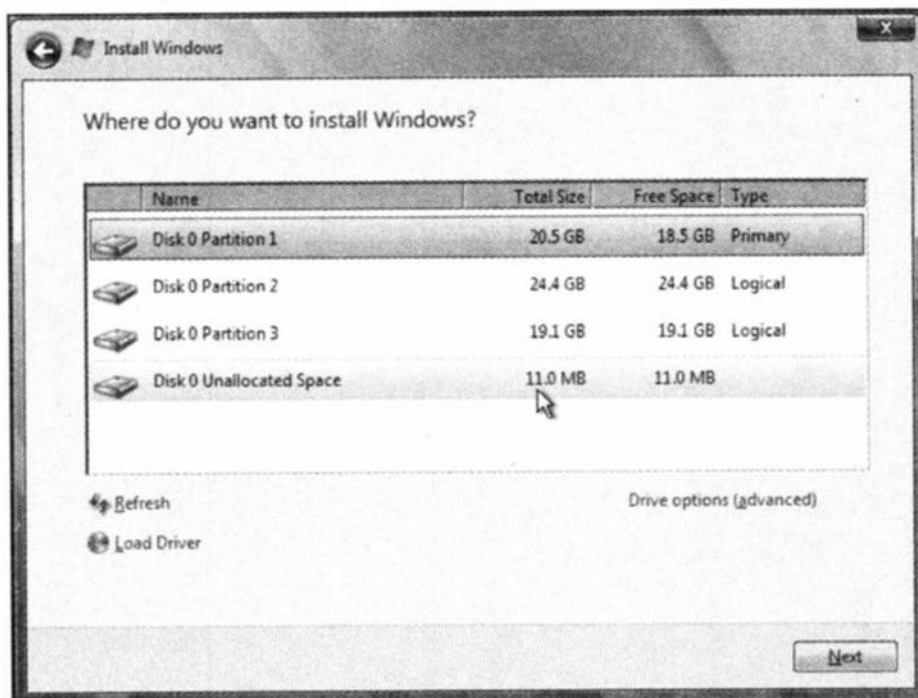 Install Windows
X
Where do you want to install Windows?
Name Total Size Free Space Type
Disk 0 Partition 1 20.5 GB 18.5 GB Primary
Disk 0 Partition 2 24.4 GB 24.4 GB Logical
Disk 0 Partition 3 19.1 GB 19.1 GB Logical
Disk 0 Unallocated Space 11.0 MB 11.0 MB
Refresh Drive options (advanced)
Load Driver
Next